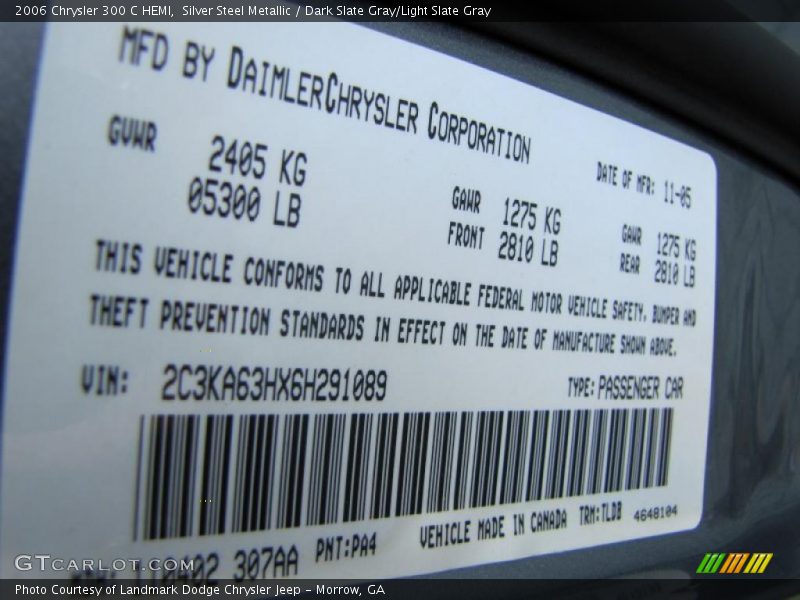 2006 Chrysler 300 C HEMI, Silver Steel Metallic / Dark Slate Gray/Light Slate Gray
MFD BY DAIMLERCHRYSLER CORPORATION
DATE OF MFR: 11-05
GVWR 2405 KG
05300 LB
GAWR 1275 KG
FRONT 2810 LB
GAWR 1275 KG
REAR 2810 LB
THIS VEHICLE CONFORMS TO ALL APPLICABLE FEDERAL MOTOR VEHICLE SAFETY, BUMPER AND
THEFT PREVENTION STANDARDS IN EFFECT ON THE DATE OF MANUFACTURE SHOWN ABOVE.
VIN: 2C3KA63HX6H291089 TYPE: PASSENGER CAR
307AA PNT:PA4 VEHICLE MADE IN CANADA TRM:TLDB 4648104
GTCARLOT.COM
Photo Courtesy of Landmark Dodge Chrysler Jeep – Morrow, GA